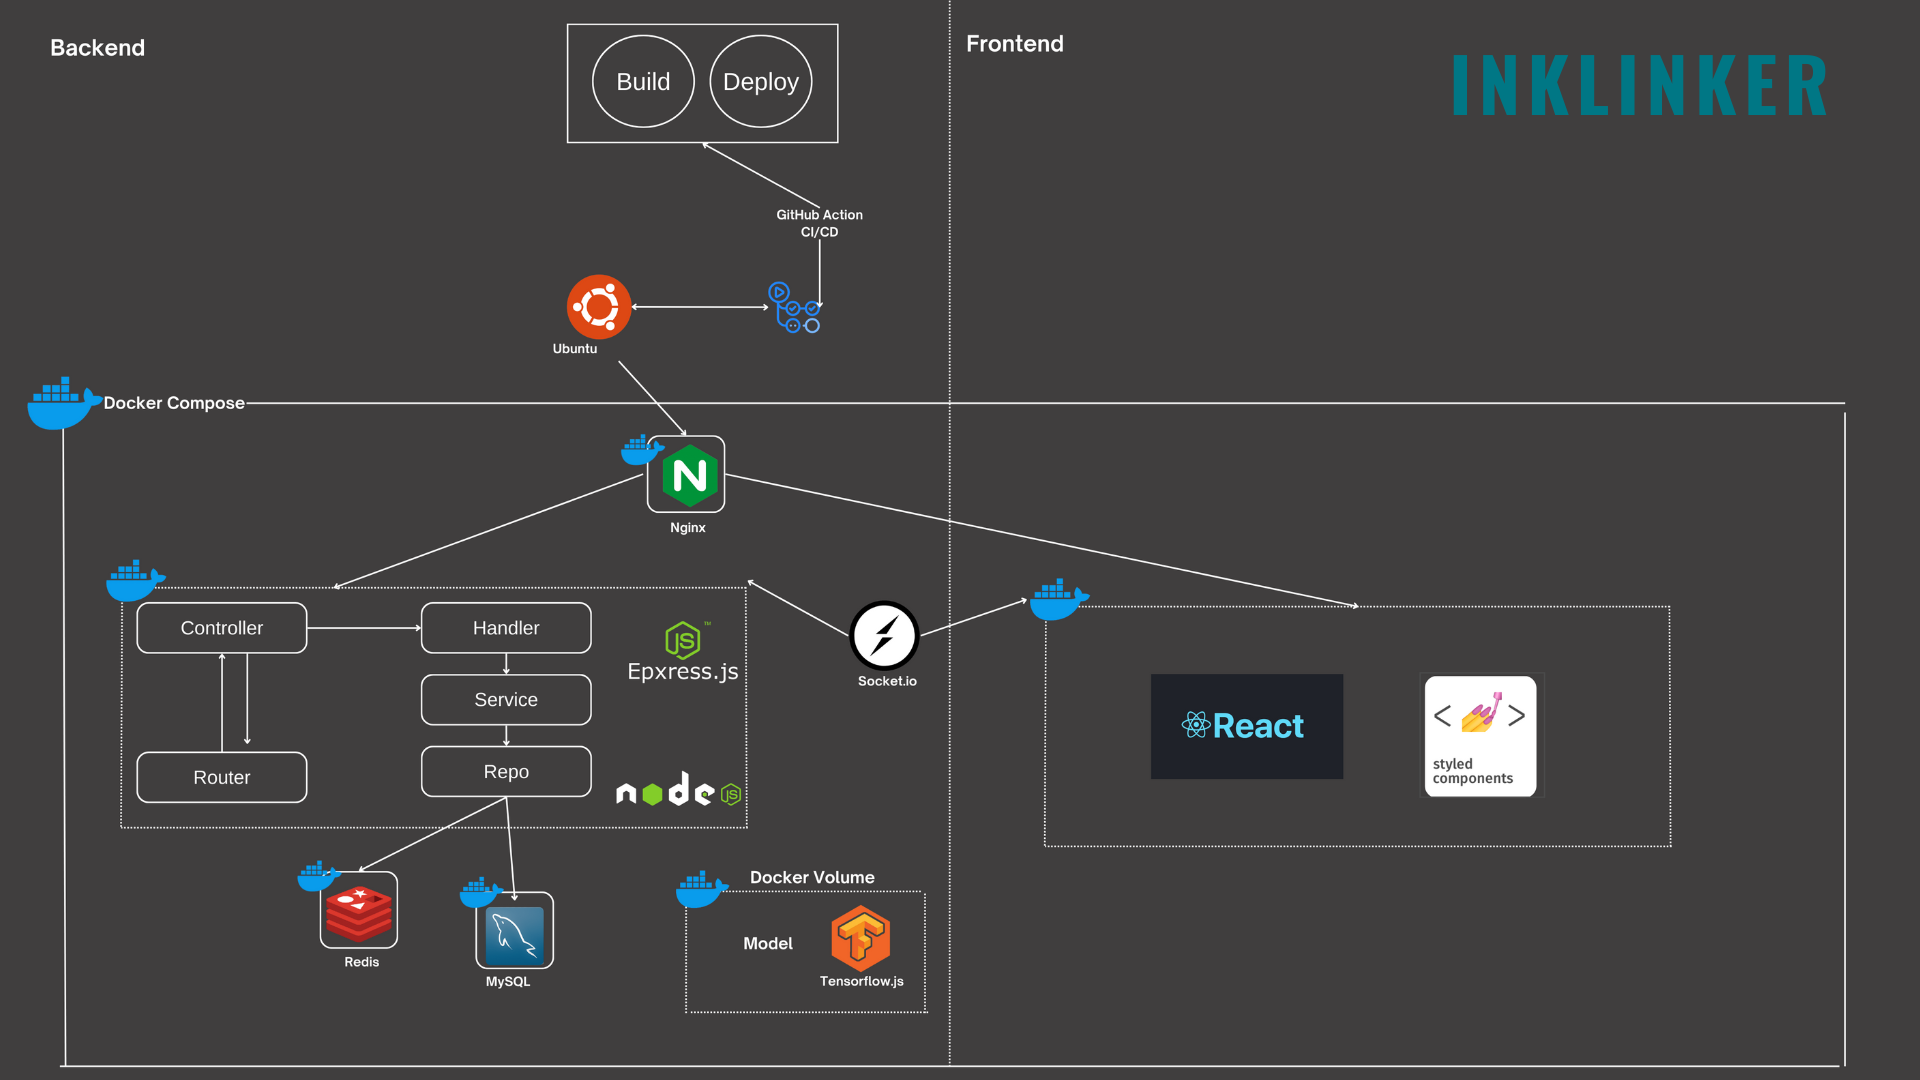 Backend
Frontend
INKLINKER
Build
Deploy
GitHub Action
CI/CD
Ubuntu
Docker Compose
N
Nginx
Controller
Handler
JS
™
Epxress.js
Service
Router
Repo
node
JS
Socket.io
React
< >
styled
components
Redis
MySQL
Docker Volume
Model
Tensorflow.js